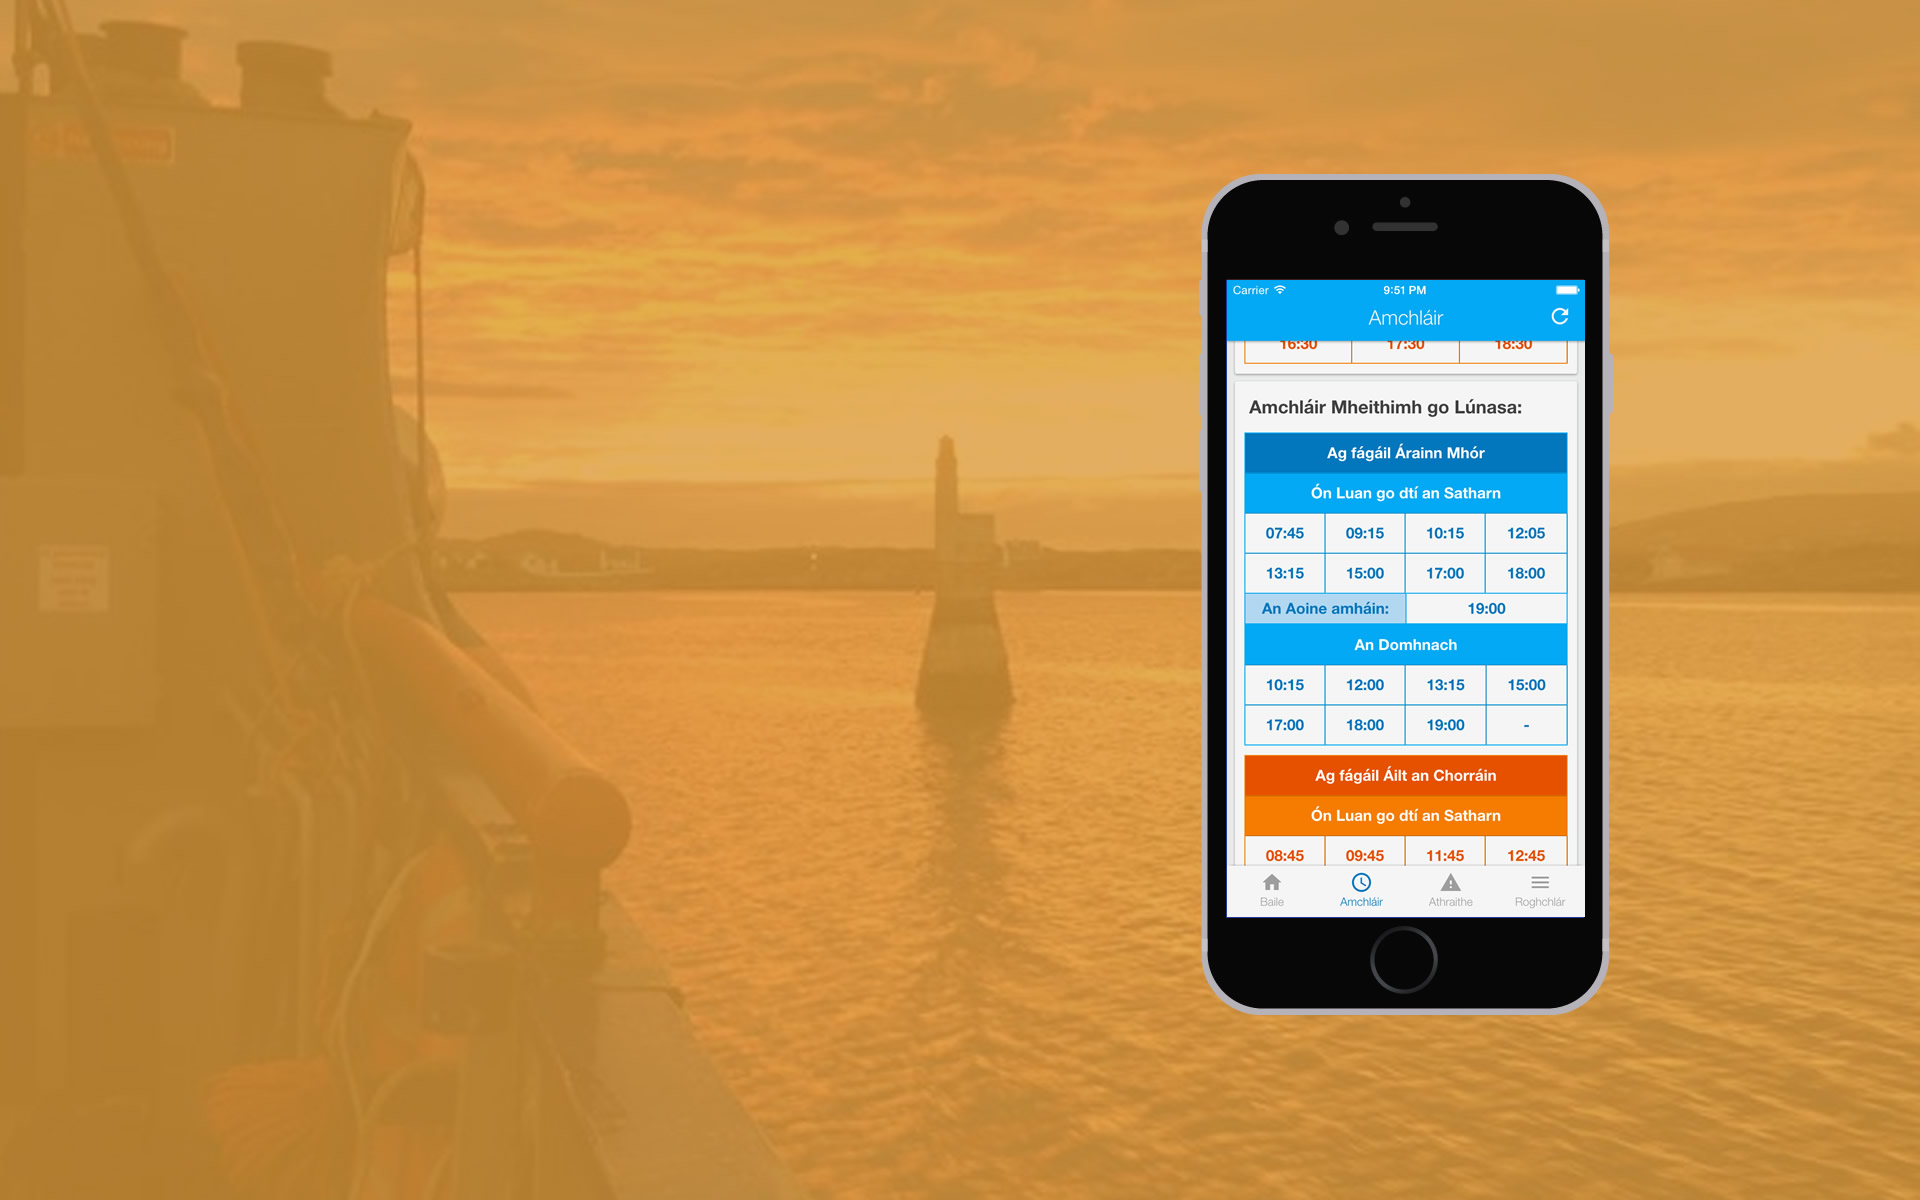 Carrier 9:51 PM
Amchláir
16:30 17:30 18:30
Amchláir Mheithimh go Lúnasa:
Ag fágáil Árainn Mhór
Ón Luan go dtí an Satharn
07:45 09:15 10:15 12:05
13:15 15:00 17:00 18:00
An Aoine amháin: 19:00
An Domhnach
10:15 12:00 13:15 15:00
17:00 18:00 19:00 -
Ag fágáil Áilt an Chorráin
Ón Luan go dtí an Satharn
08:45 09:45 11:45 12:45
Baile Amchláir Athraithe Roghchlár